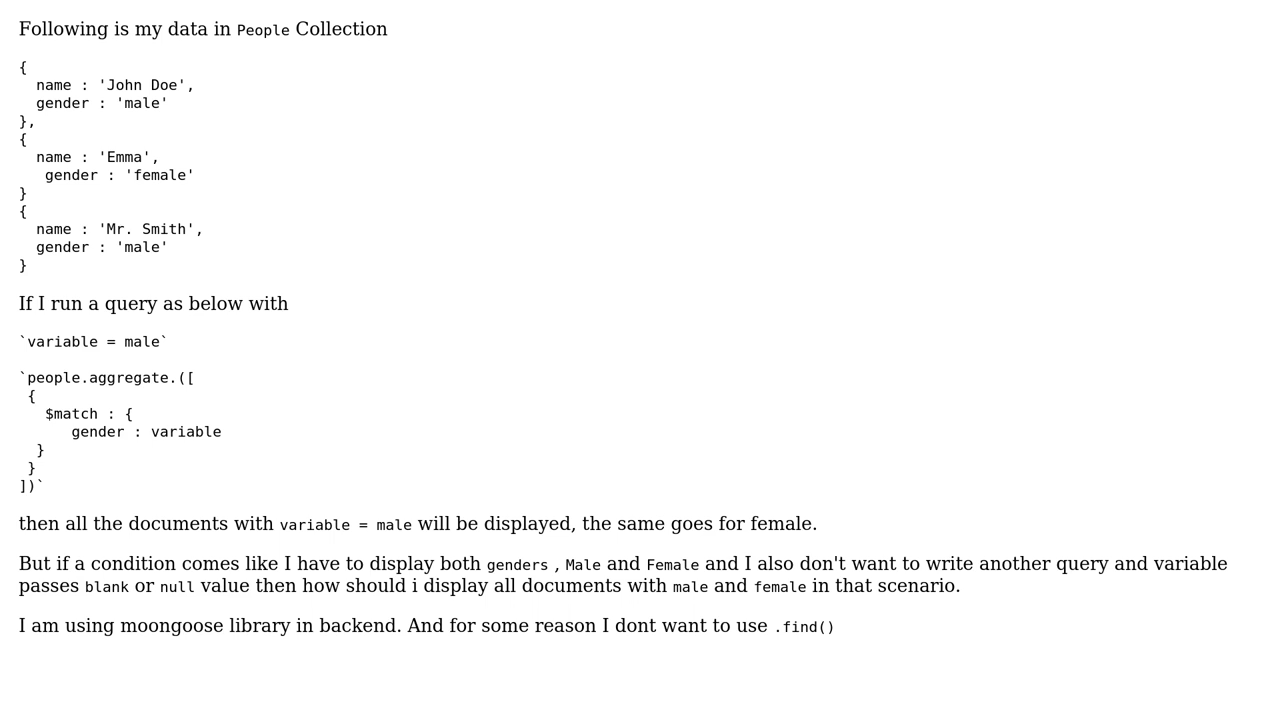 Following is my data in People Collection
{
  name : 'John Doe',
  gender : 'male'
},
{
  name : 'Emma',
   gender : 'female'
}
{
  name : 'Mr. Smith',
  gender : 'male'
}
If I run a query as below with
`variable = male`
`people.aggregate.([
 {
   $match : {
      gender : variable
  }
 }
])`
then all the documents with variable = male will be displayed, the same goes for female.
But if a condition comes like I have to display both genders , Male and Female and I also don't want to write another query and variable
passes blank or null value then how should i display all documents with male and female in that scenario.
I am using moongoose library in backend. And for some reason I dont want to use .find()